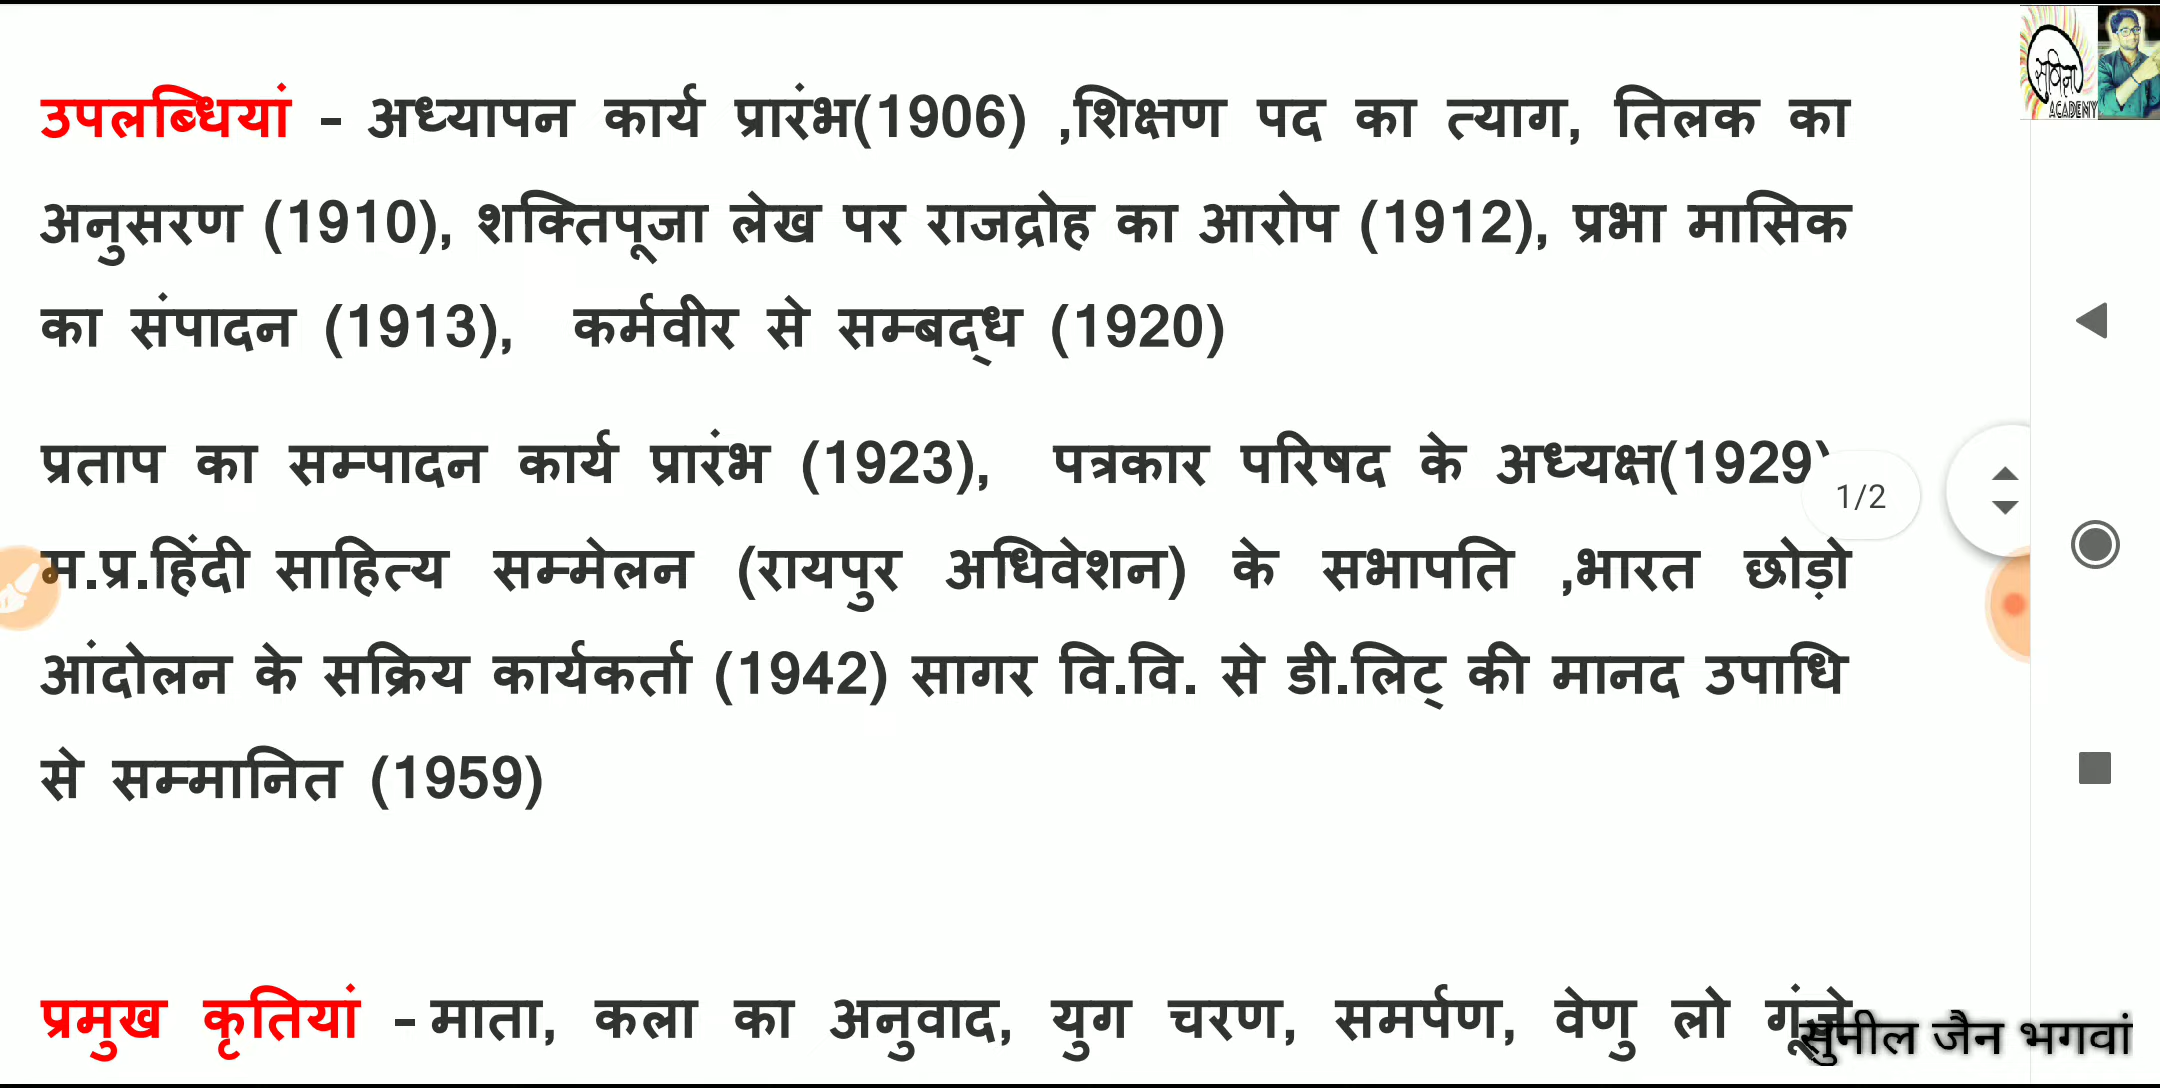 उपलब्धियां - अध्यापन कार्य प्रारंभ(1906) ,शिक्षण पद का त्याग, तिलक का
अनुसरण (1910), शक्तिपूजा लेख पर राजद्रोह का आरोप (1912), प्रभा मासिक
का संपादन (1913), कर्मवीर से सम्बद्ध (1920)
प्रताप का सम्पादन कार्य प्रारंभ (1923), पत्रकार परिषद के अध्यक्ष(1929)
1/2
म.प्र.हिंदी साहित्य सम्मेलन (रायपुर अधिवेशन) के सभापति ,भारत छोड़ो
आंदोलन के सक्रिय कार्यकर्ता (1942) सागर वि.वि. से डी.लिट् की मानद उपाधि
से सम्मानित (1959)
प्रमुख कृतियां - माता, कला का अनुवाद, युग चरण, समर्पण, वेणु लो गूंजे
सुनील जैन भगवां
ACADEMY